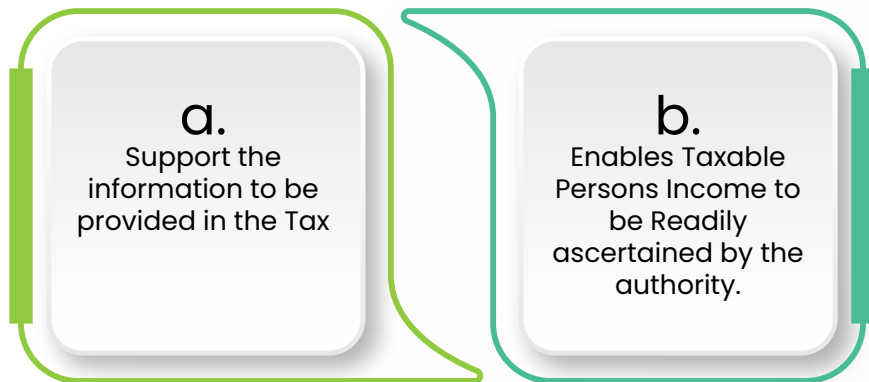 a.
Support the
information to be
provided in the Tax
b.
Enables Taxable
Persons Income to
be Readily
ascertained by the
authority.